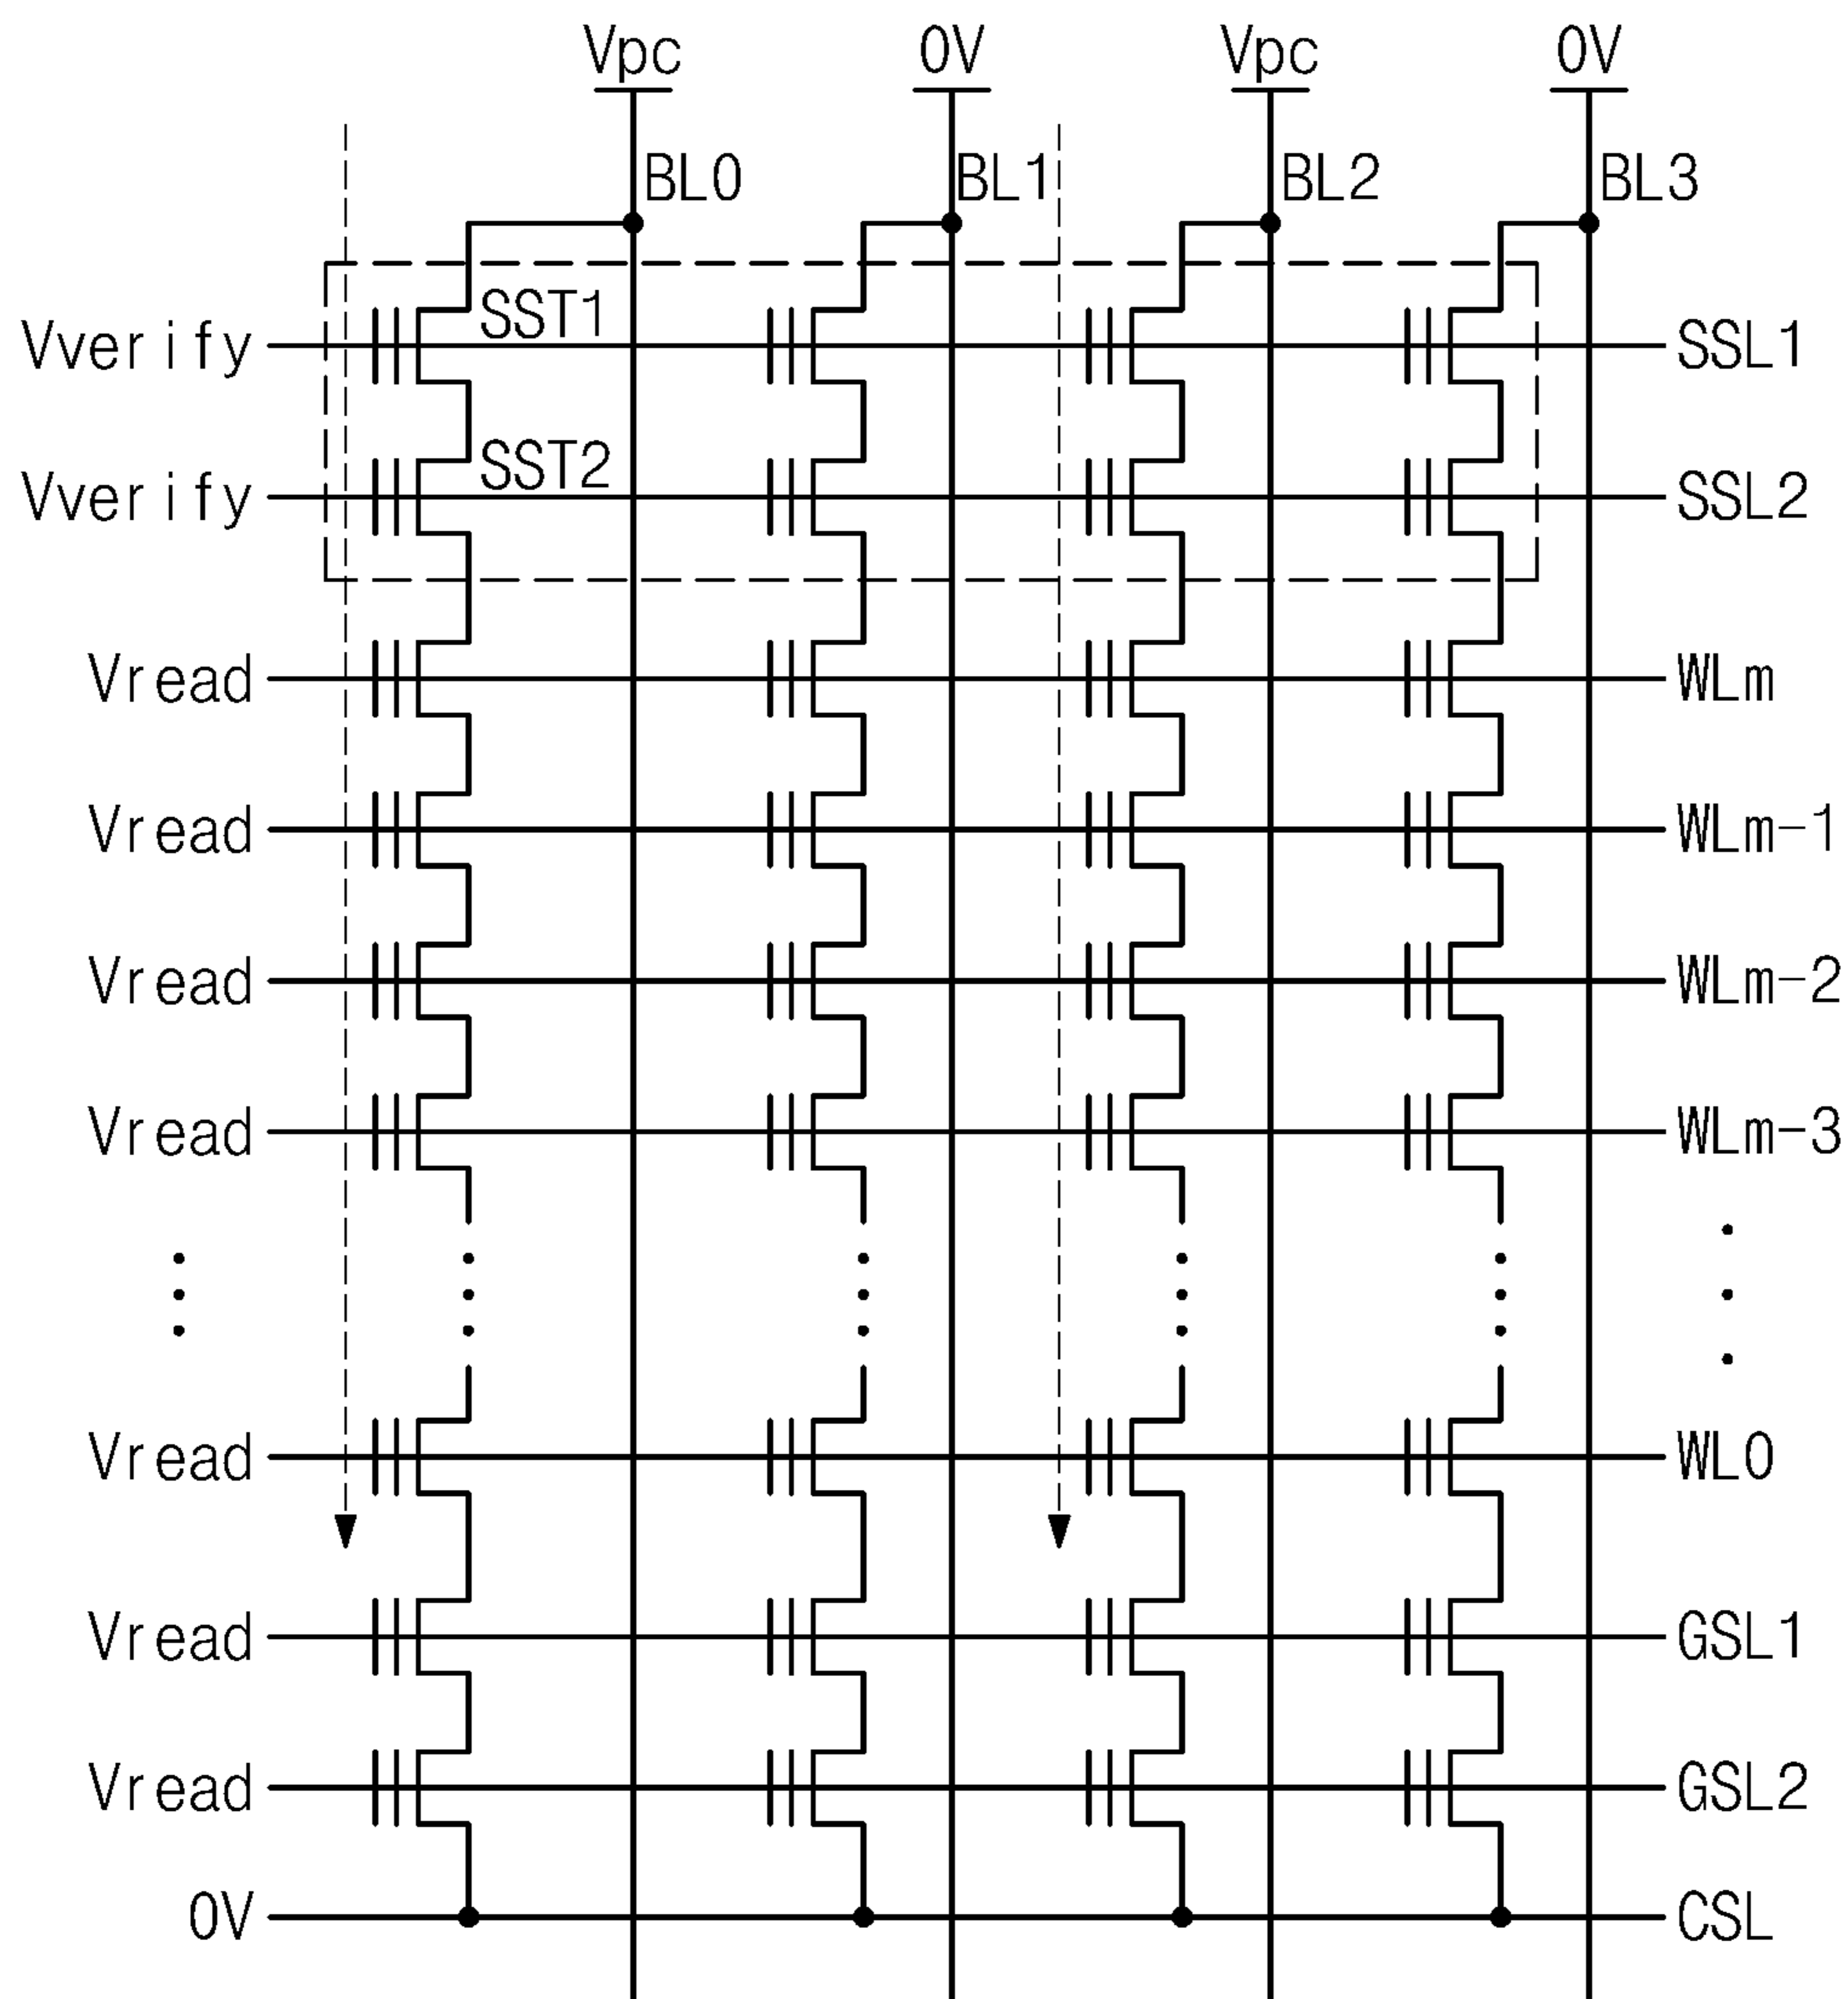 Vpc 0V Vpc 0V
BL0 BL1 BL2 BL3
Vverify SST1 SSL1
Vverify SST2 SSL2
Vread WLm
Vread WLm-1
Vread WLm-2
Vread WLm-3
Vread WL0
Vread GSL1
Vread GSL2
0V CSL